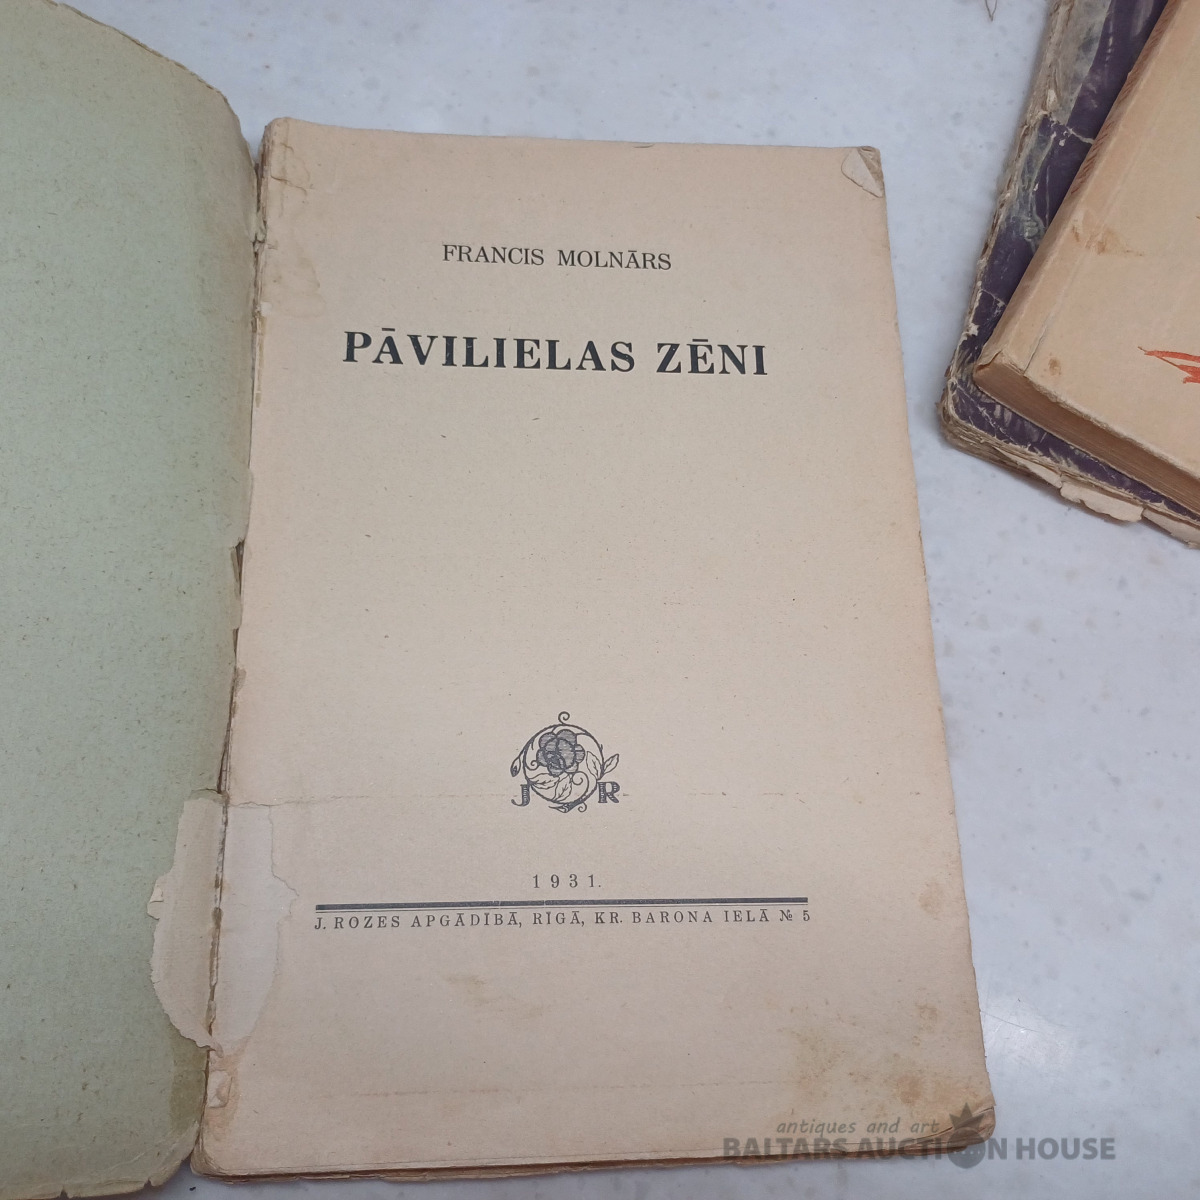 FRANCIS MOLNĀRS
PĀVILIELAS ZĒNI
J R
1931.
J. ROZES APGĀDĪBĀ, RĪGĀ, KR. BARONA IELĀ № 5
antiques and art
BALTARS AUCTION HOUSE